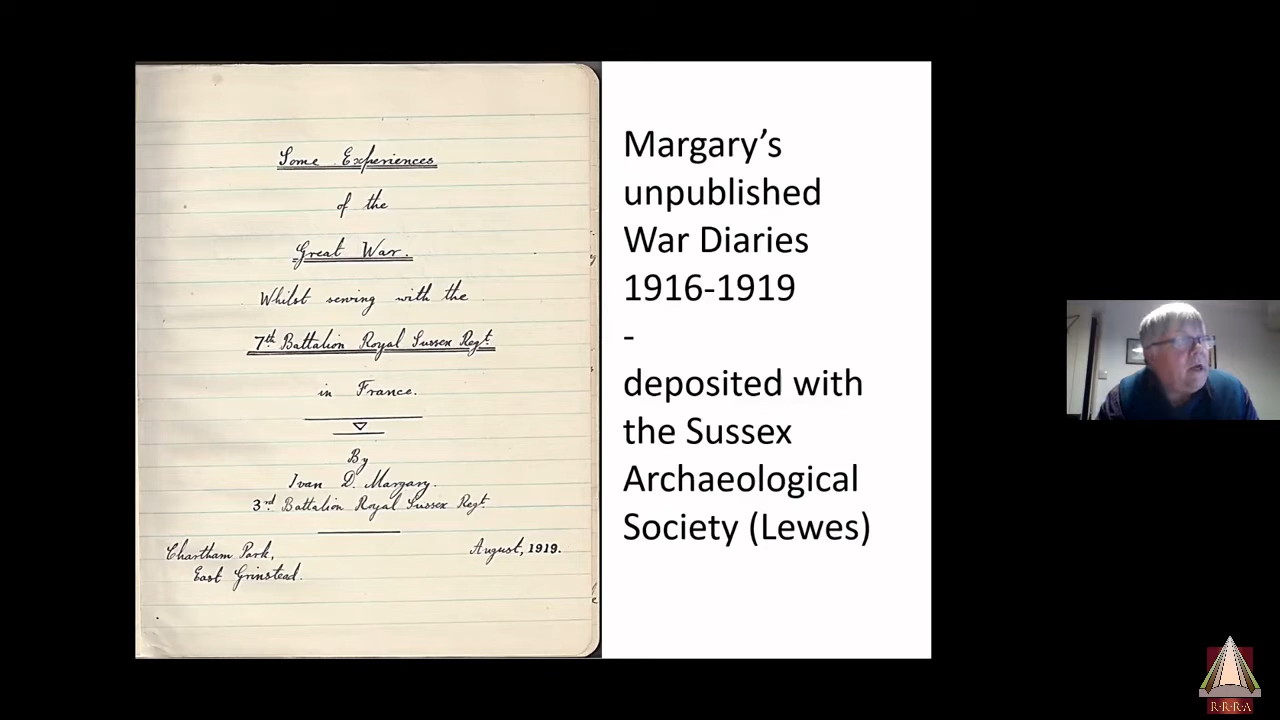 Some Experiences
of the
Great War.
Whilst serving with the
7th Battalion Royal Sussex Regt.
in France.
By
Ivan D. Margary.
3rd Battalion Royal Sussex Regt.
Chartham Park,
East Grinstead.
August, 1919.
Margary’s
unpublished
War Diaries
1916-1919
-
deposited with
the Sussex
Archaeological
Society (Lewes)
R·R·R·A